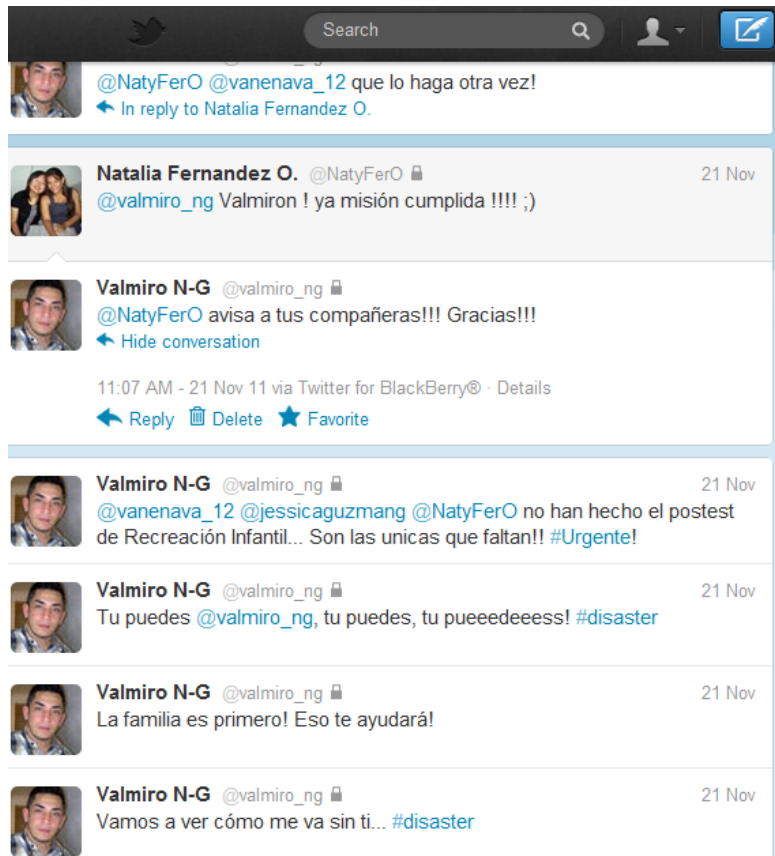 Search
@NatyFerO @vanenava_12 que lo haga otra vez!
In reply to Natalia Fernandez O.
Natalia Fernandez O. @NatyFerO 21 Nov
@valmiro_ng Valmiron ! ya misión cumplida !!!! ;)
Valmiro N-G @valmiro_ng
@NatyFerO avisa a tus compañeras!!! Gracias!!!
Hide conversation
11:07 AM - 21 Nov 11 via Twitter for BlackBerry® · Details
Reply Delete Favorite
Valmiro N-G @valmiro_ng 21 Nov
@vanenava_12 @jessicaguzmang @NatyFerO no han hecho el postest
de Recreación Infantil... Son las unicas que faltan!! #Urgente!
Valmiro N-G @valmiro_ng 21 Nov
Tu puedes @valmiro_ng, tu puedes, tu pueeedeeess! #disaster
Valmiro N-G @valmiro_ng 21 Nov
La familia es primero! Eso te ayudará!
Valmiro N-G @valmiro_ng 21 Nov
Vamos a ver cómo me va sin ti... #disaster